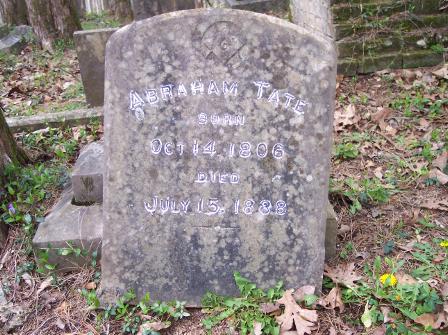 ABRAHAM TATE
BORN
OCT 14, 1806
DIED
JULY 15, 1888